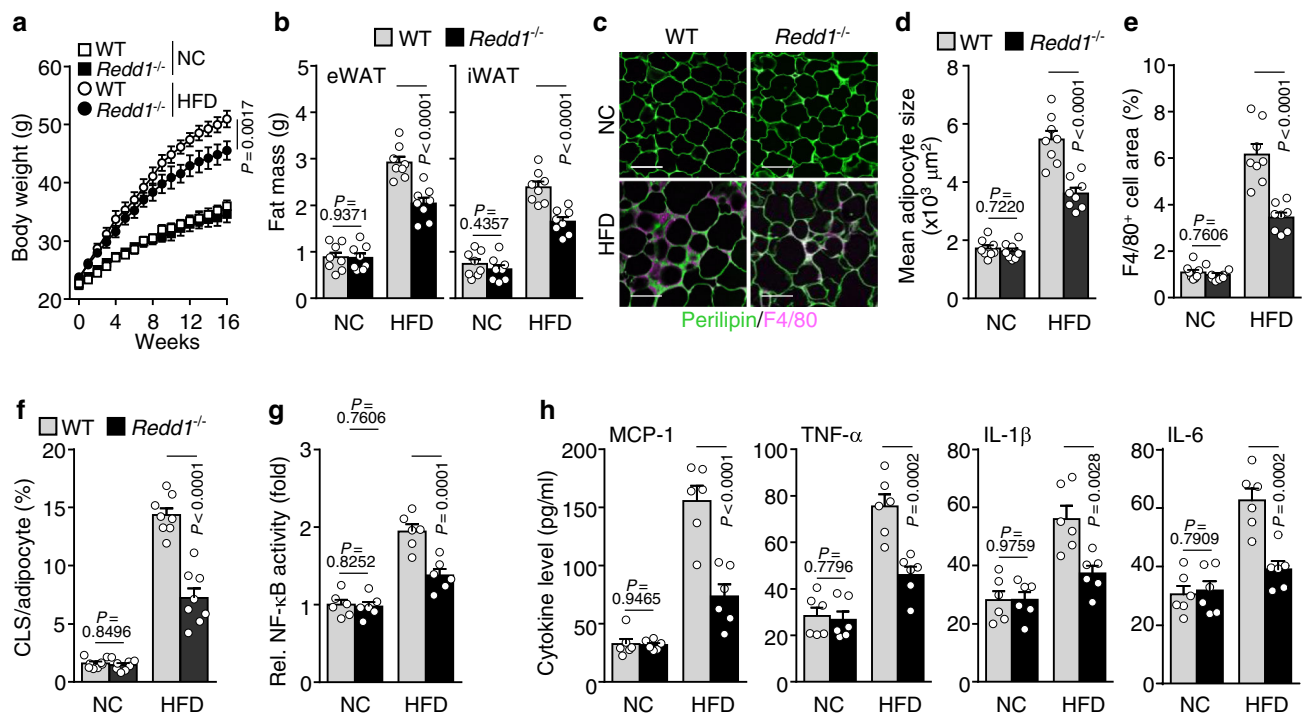 a
WT
Redd1-/-
NC
WT
Redd1-/-
HFD
Body weight (g)
60
50
40
30
20
0 4 8 12 16
Weeks
P = 0.0017
b
WT Redd1-/-
eWAT
iWAT
Fat mass (g)
4
3
2
1
0
P = 0.9371
P < 0.0001
P = 0.4357
P < 0.0001
NC HFD NC HFD
c
WT Redd1-/-
NC
HFD
Perilipin/F4/80
d
WT Redd1-/-
Mean adipocyte size
(x10³ μm²)
8
6
4
2
0
P = 0.7220
P < 0.0001
NC HFD
e
F4/80+ cell area (%)
10
8
6
4
2
0
P = 0.7606
P < 0.0001
NC HFD
f
WT Redd1-/-
CLS/adipocyte (%)
20
15
10
5
0
P = 0.8496
P < 0.0001
NC HFD
g
P = 0.7606
Rel. NF-κB activity (fold)
3
2
1
0
P = 0.8252
P = 0.0001
NC HFD
h
Cytokine level (pg/ml)
MCP-1
200
150
100
50
0
P = 0.9465
P < 0.0001
NC HFD
TNF-α
100
80
60
40
20
0
P = 0.7796
P = 0.0002
NC HFD
IL-1β
80
60
40
20
0
P = 0.9759
P = 0.0028
NC HFD
IL-6
80
60
40
20
0
P = 0.7909
P = 0.0002
NC HFD